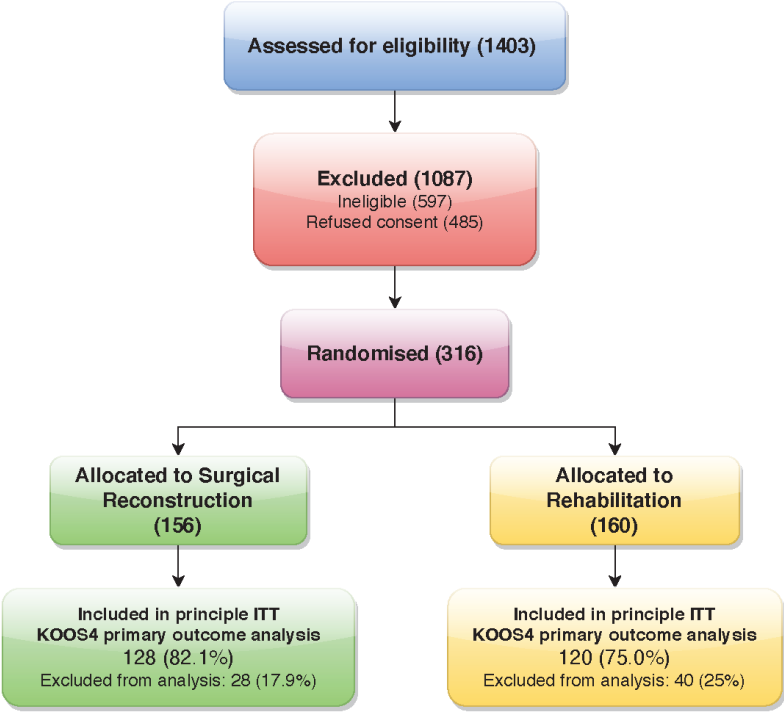 Assessed for eligibility (1403)
Excluded (1087)
Ineligible (597)
Refused consent (485)
Randomised (316)
Allocated to Surgical
Reconstruction
(156)
Allocated to
Rehabilitation
(160)
Included in principle ITT
KOOS4 primary outcome analysis
128 (82.1%)
Excluded from analysis: 28 (17.9%)
Included in principle ITT
KOOS4 primary outcome analysis
120 (75.0%)
Excluded from analysis: 40 (25%)